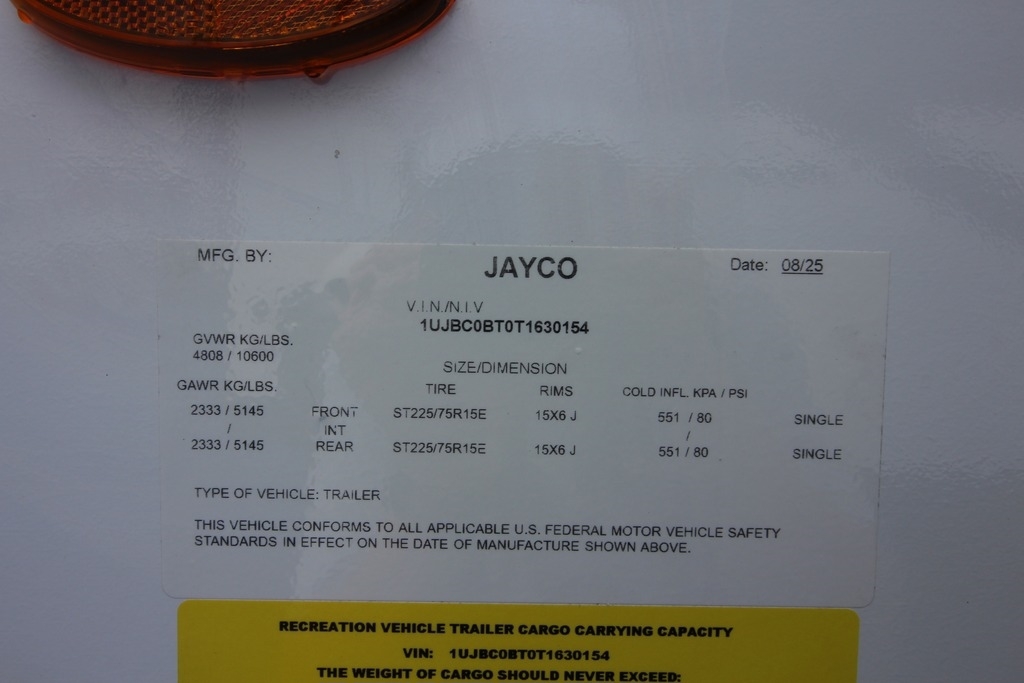 MFG. BY: JAYCO Date: 08/25
V.I.N./N.I.V
1UJBC0BT0T1630154
GVWR KG/LBS.
4808 / 10600
SIZE/DIMENSION
GAWR KG/LBS. TIRE RIMS COLD INFL. KPA / PSI
2333 / 5145 FRONT ST225/75R15E 15X6 J 551 / 80 SINGLE
/ INT /
2333 / 5145 REAR ST225/75R15E 15X6 J 551 / 80 SINGLE
TYPE OF VEHICLE: TRAILER
THIS VEHICLE CONFORMS TO ALL APPLICABLE U.S. FEDERAL MOTOR VEHICLE SAFETY
STANDARDS IN EFFECT ON THE DATE OF MANUFACTURE SHOWN ABOVE.
RECREATION VEHICLE TRAILER CARGO CARRYING CAPACITY
VIN: 1UJBC0BT0T1630154
THE WEIGHT OF CARGO SHOULD NEVER EXCEED: